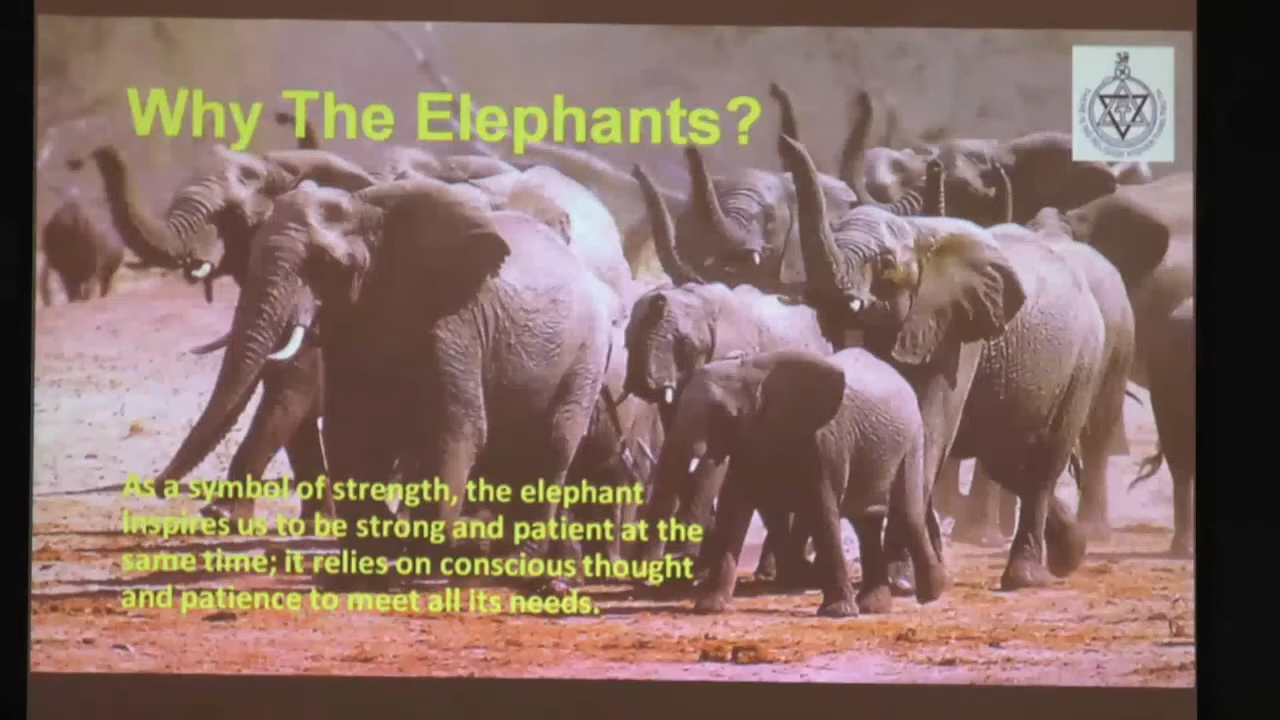 Why The Elephants?
As a symbol of strength, the elephant
inspires us to be strong and patient at the
same time; it relies on conscious thought
and patience to meet all its needs.